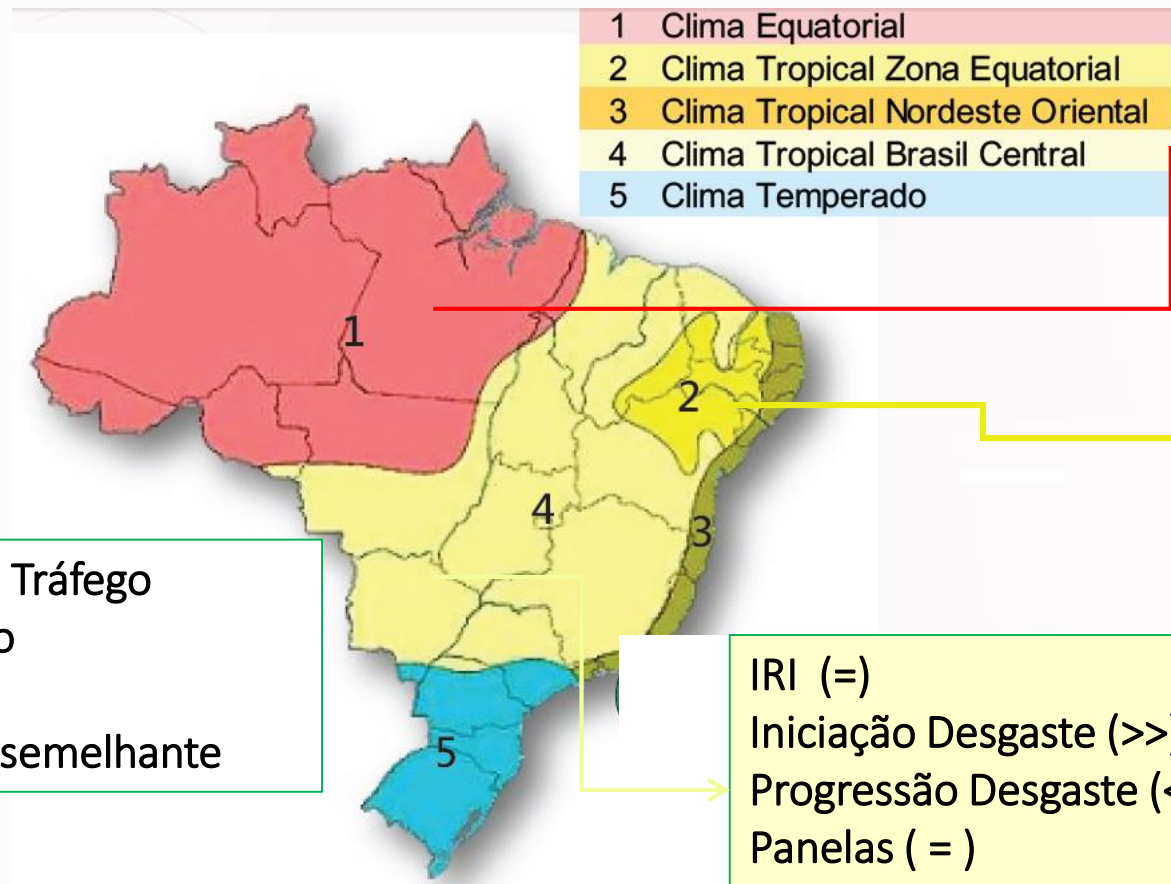 1 Clima Equatorial
2 Clima Tropical Zona Equatorial
3 Clima Tropical Nordeste Oriental
4 Clima Tropical Brasil Central
5 Clima Temperado
1
2
4
3
5
Tráfego
o
semelhante
IRI (=)
Iniciação Desgaste (>>)
Progressão Desgaste (<
Panelas ( = )